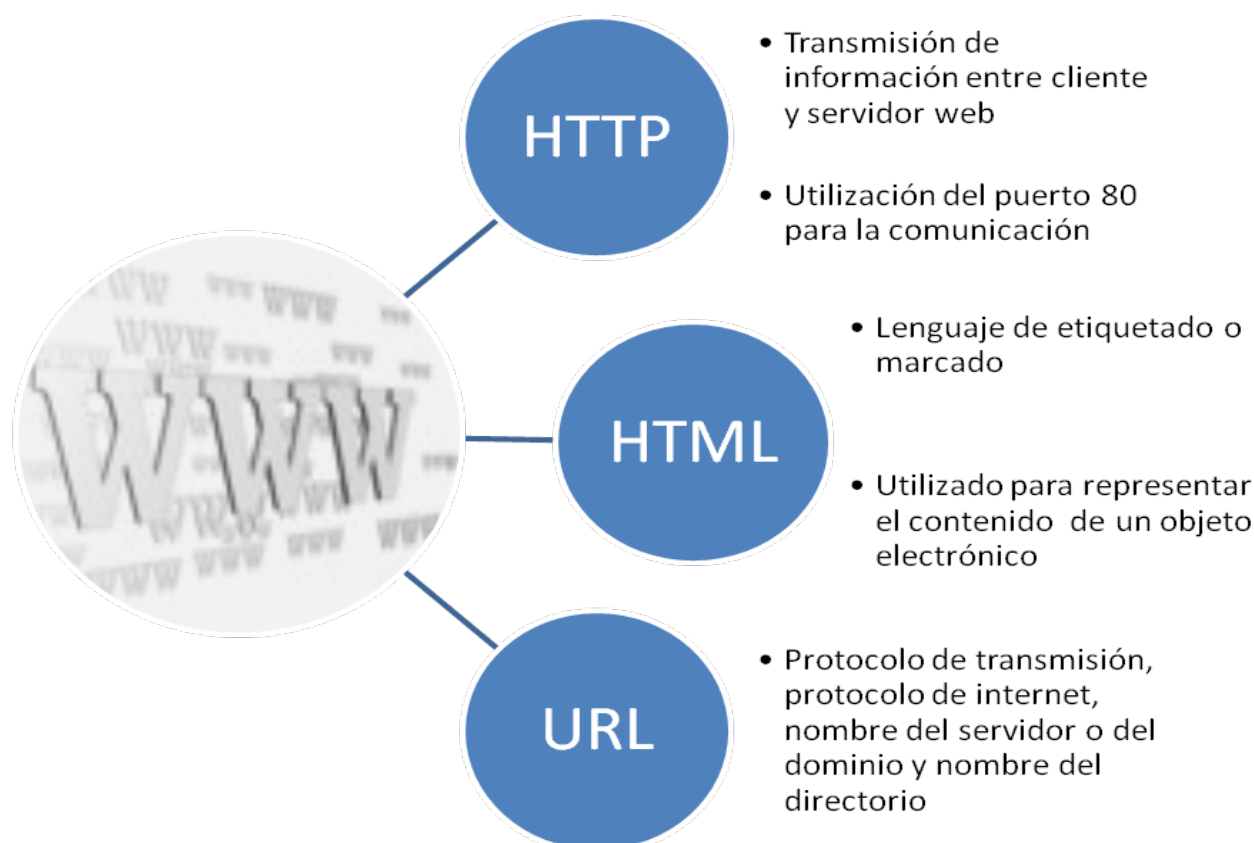 WWW
HTTP
• Transmisión de
información entre cliente
y servidor web
• Utilización del puerto 80
para la comunicación
HTML
• Lenguaje de etiquetado o
marcado
• Utilizado para representar
el contenido de un objeto
electrónico
URL
• Protocolo de transmisión,
protocolo de internet,
nombre del servidor o del
dominio y nombre del
directorio